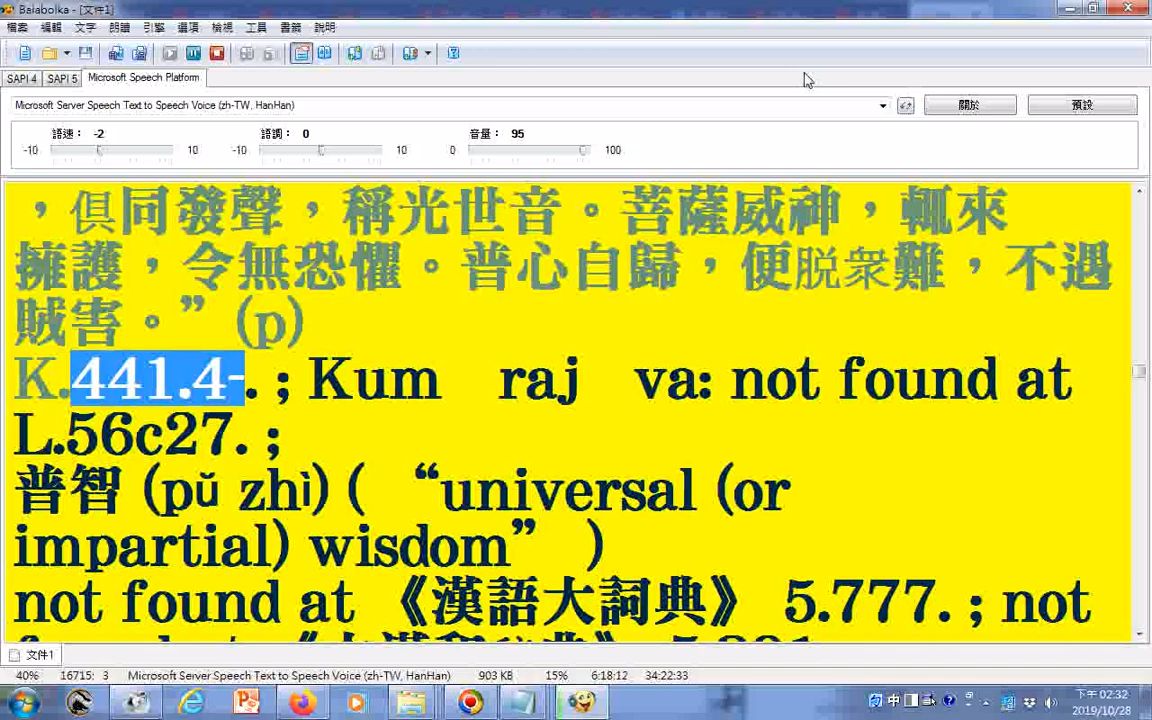 Balabolka - [文件1]
檔案 編輯 文字 朗讀 引擎 選項 檢視 工具 書籤 說明
SAPI 4 SAPI 5 Microsoft Speech Platform
Microsoft Server Speech Text to Speech Voice (zh-TW, HanHan) 關於 預設
語速： -2 語調： 0 音量： 95
-10 10 -10 10 0 100
，俱同發聲，稱光世音。菩薩威神，輒來
擁護，令無恐懼。普心自歸，便脱衆難，不遇
賊害。” (p)
K.441.4-. ; Kum raj va: not found at
L.56c27. ;
普智 (pǔ zhì) ( “universal (or
impartial) wisdom” )
not found at 《漢語大詞典》 5.777. ; not
文件1
40% 16715: 3 Microsoft Server Speech Text to Speech Voice (zh-TW, HanHan) 903 KB 15% 6:18:12 34:22:33
中 下午 02:32
2019/10/28